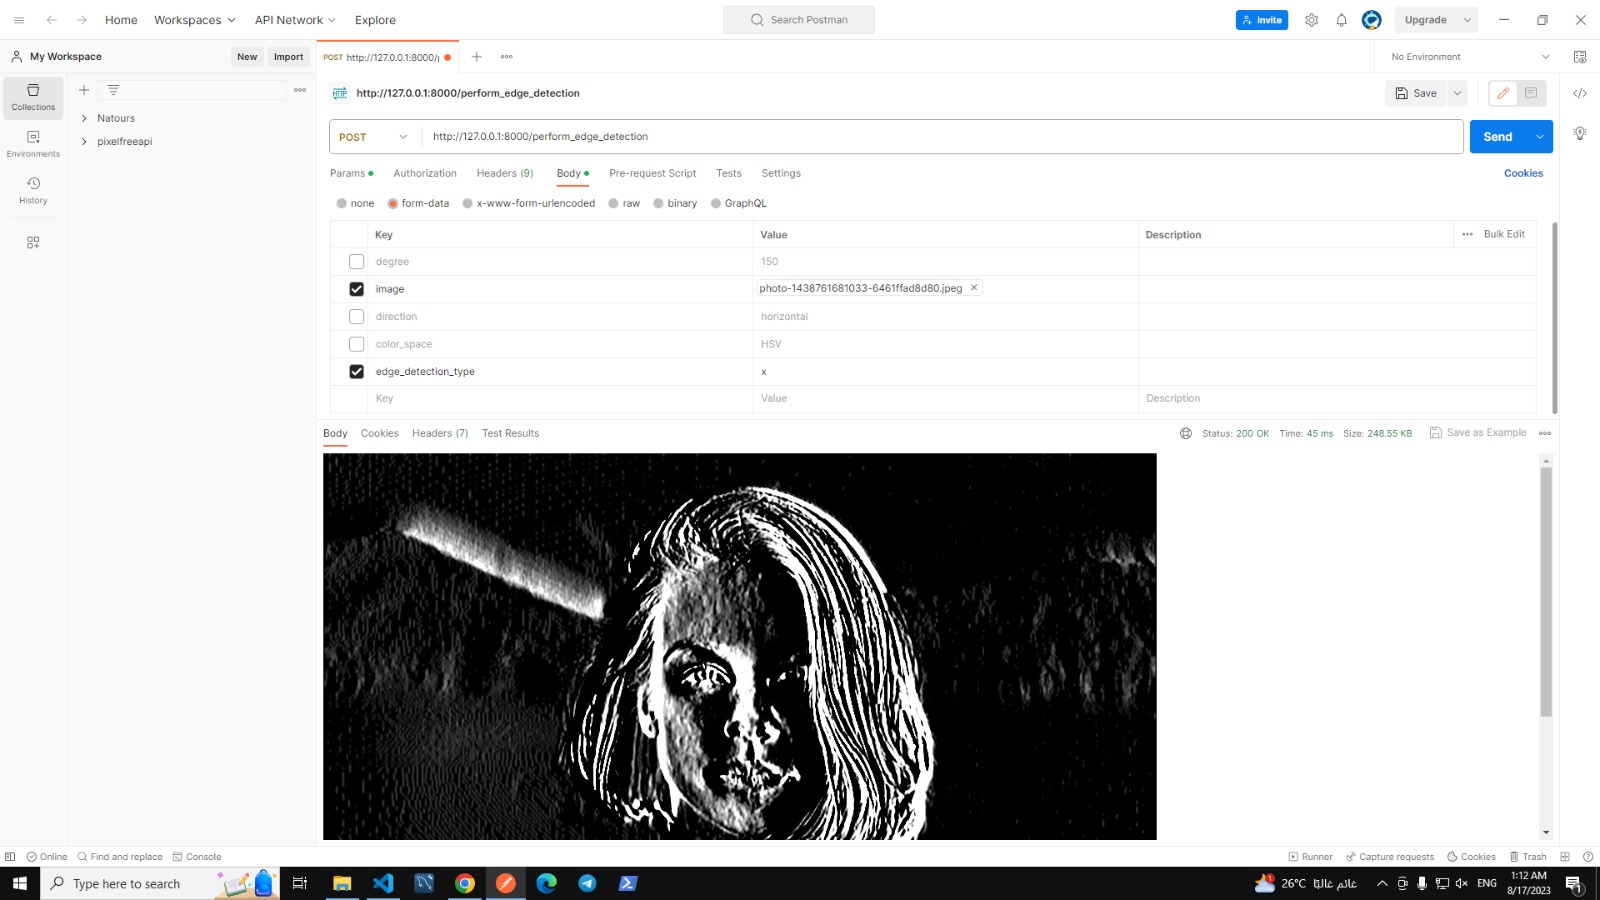 Home Workspaces API Network Explore Search Postman Invite Upgrade
My Workspace New Import POST http://127.0.0.1:8000/p No Environment
HTTP http://127.0.0.1:8000/perform_edge_detection Save
Collections
Environments
History
Natours
pixelfreeapi
POST http://127.0.0.1:8000/perform_edge_detection Send
Params Authorization Headers (9) Body Pre-request Script Tests Settings Cookies
none form-data x-www-form-urlencoded raw binary GraphQL
Key Value Description Bulk Edit
degree 150
image photo-1438761681033-6461ffad8d80.jpeg
direction horizontal
color_space HSV
edge_detection_type x
Key Value Description
Body Cookies Headers (7) Test Results Status: 200 OK Time: 45 ms Size: 248.55 KB Save as Example
Online Find and replace Console Runner Capture requests Cookies Trash
Type here to search 1 26°C غائم غالبًا ENG 1:12 AM
8/17/2023 1